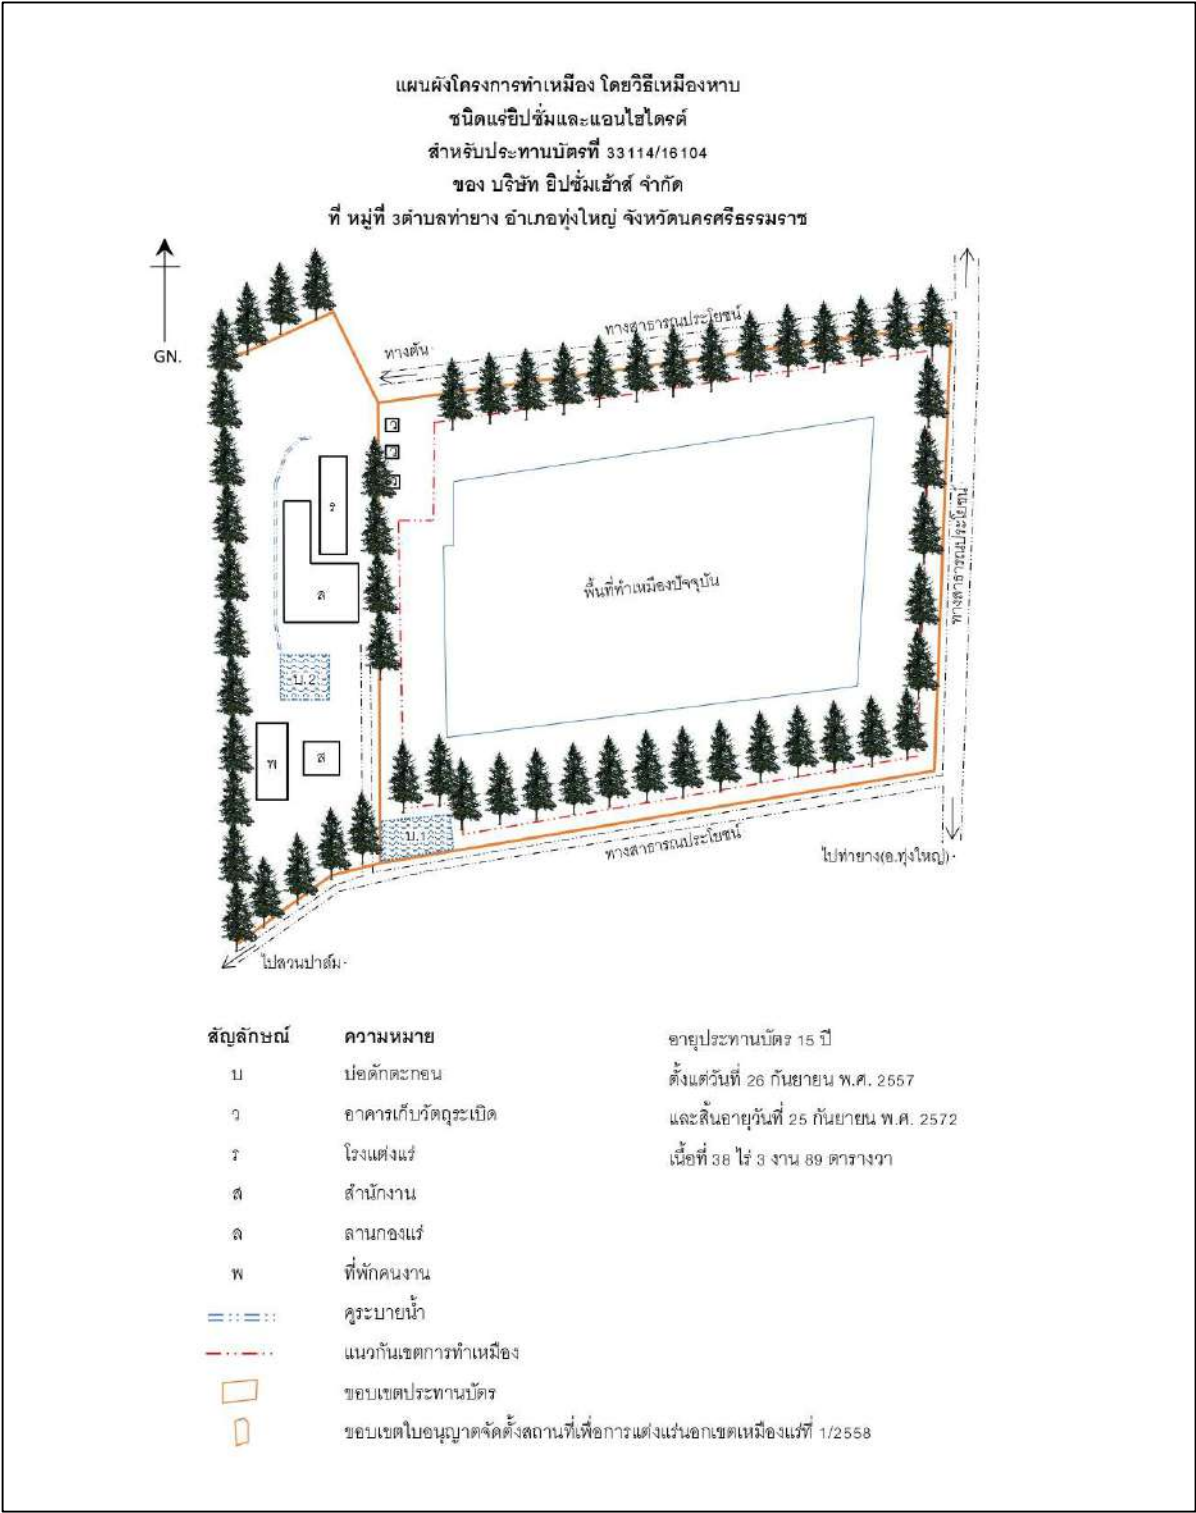 แผนผังโครงการทำเหมือง โดยวิธีเหมืองหาบ
ชนิดแร่ยิปซั่มและแอนไฮไดรต์
สำหรับประทานบัตรที่ 33114/16104
ของ บริษัท ยิปซั่มเฮ้าส์ จำกัด
ที่ หมู่ที่ 3ตำบลท่ายาง อำเภอทุ่งใหญ่ จังหวัดนครศรีธรรมราช
GN.
ทางสาธารณประโยชน์
ทางตัน
ว
ว
ว
ร
ทางสาธารณประโยชน์
พื้นที่ทำเหมืองปัจจุบัน
ล
บ.2
พ
ส
บ.1
ทางสาธารณประโยชน์
ไปท่ายาง(อ.ทุ่งใหญ่)
ไปสวนปาล์ม
สัญลักษณ์ ความหมาย
บ บ่อดักตะกอน
ว อาคารเก็บวัตถุระเบิด
ร โรงแต่งแร่
ส สำนักงาน
ล ลานกองแร่
พ ที่พักคนงาน
คูระบายน้ำ
แนวกันเขตการทำเหมือง
ขอบเขตประทานบัตร
ขอบเขตใบอนุญาตจัดตั้งสถานที่เพื่อการแต่งแร่นอกเขตเหมืองแร่ที่ 1/2558
อายุประทานบัตร 15 ปี
ตั้งแต่วันที่ 26 กันยายน พ.ศ. 2557
และสิ้นอายุวันที่ 25 กันยายน พ.ศ. 2572
เนื้อที่ 38 ไร่ 3 งาน 89 ตารางวา